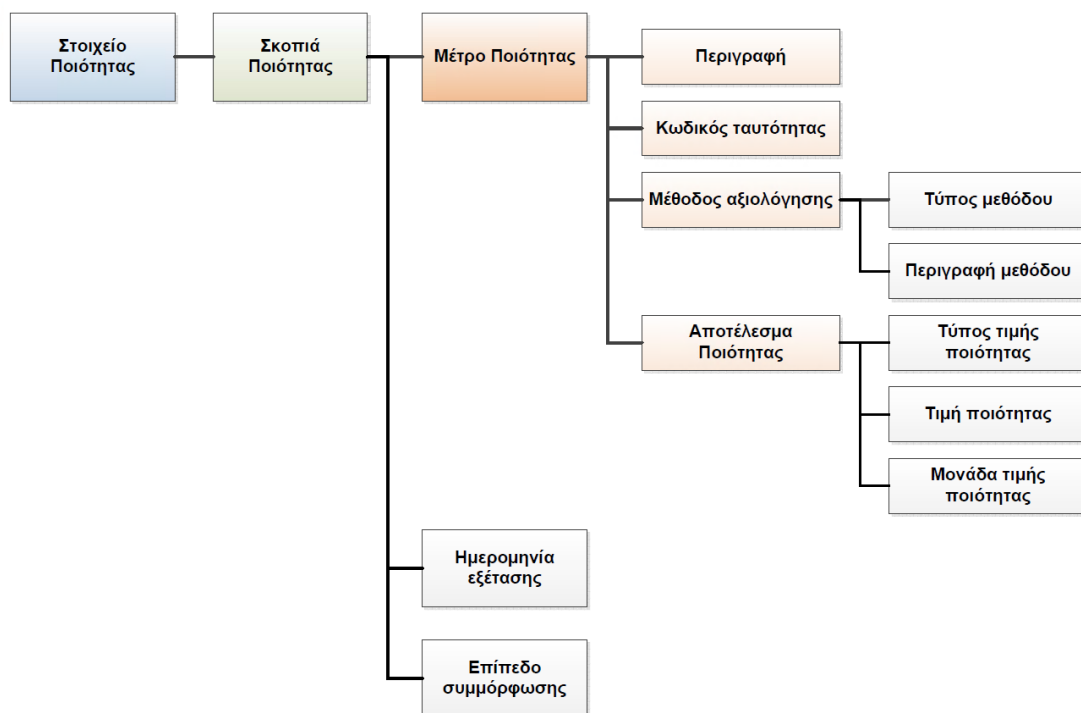 Στοιχείο
Ποιότητας
Σκοπιά
Ποιότητας
Μέτρο Ποιότητας
Περιγραφή
Κωδικός ταυτότητας
Μέθοδος αξιολόγησης
Τύπος μεθόδου
Περιγραφή μεθόδου
Αποτέλεσμα
Ποιότητας
Τύπος τιμής
ποιότητας
Τιμή ποιότητας
Μονάδα τιμής
ποιότητας
Ημερομηνία
εξέτασης
Επίπεδο
συμμόρφωσης